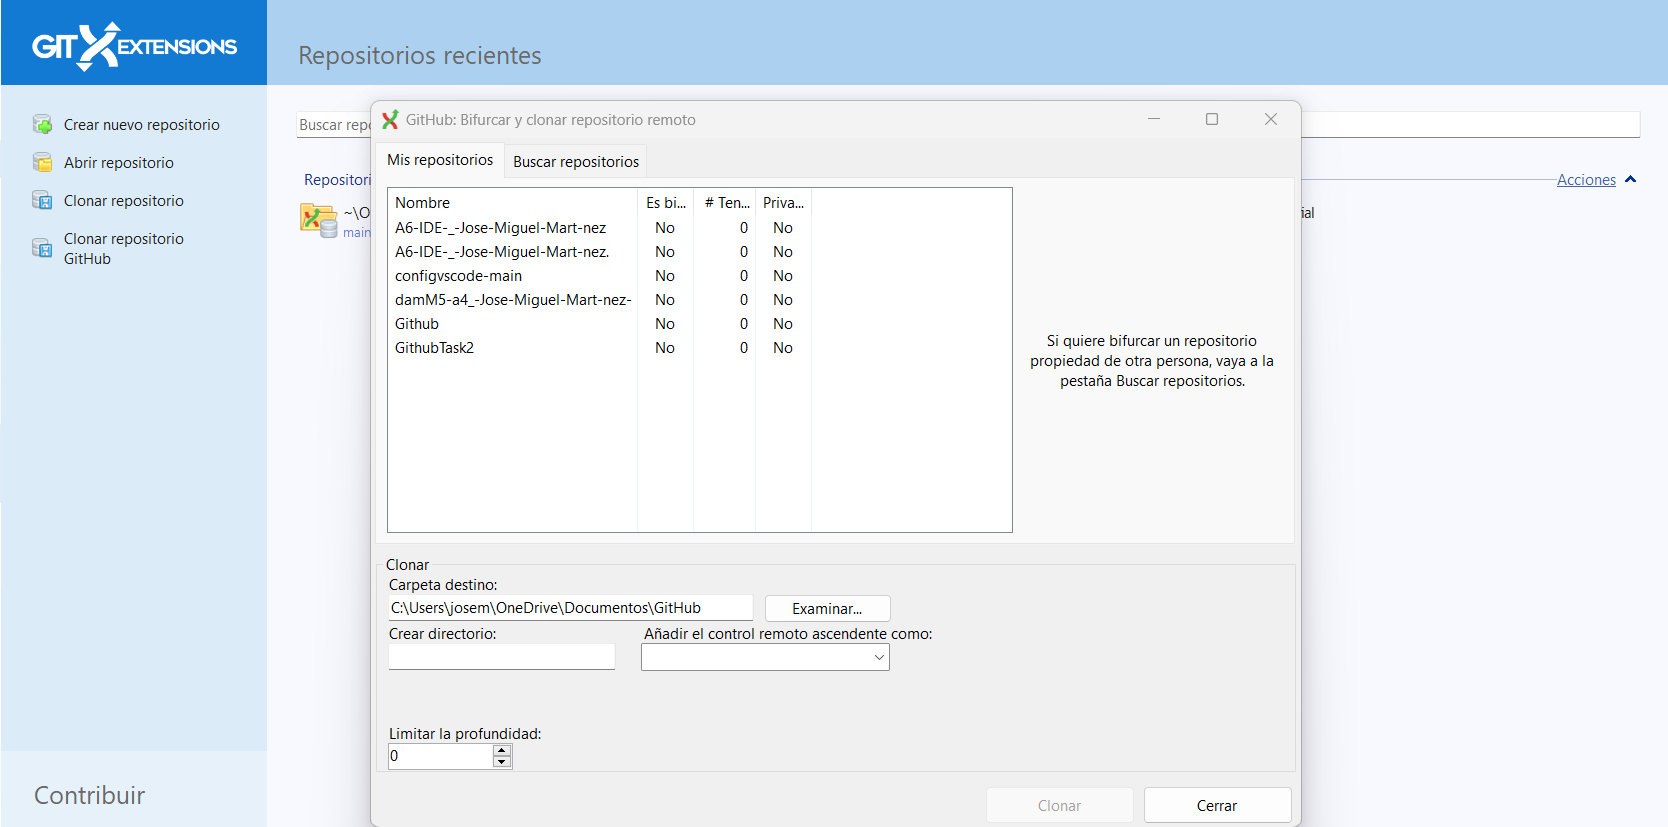 GIT EXTENSIONS
Repositorios recientes
Crear nuevo repositorio
Abrir repositorio
Clonar repositorio
Clonar repositorio
GitHub
Contribuir
Acciones
main
GitHub: Bifurcar y clonar repositorio remoto
Mis repositorios
Buscar repositorios
Nombre Es bi... # Ten... Priva...
A6-IDE-_-Jose-Miguel-Mart-nez No 0 No
A6-IDE-_-Jose-Miguel-Mart-nez. No 0 No
configvscode-main No 0 No
damM5-a4_-Jose-Miguel-Mart-nez- No 0 No
Github No 0 No
GithubTask2 No 0 No
Si quiere bifurcar un repositorio
propiedad de otra persona, vaya a la
pestaña Buscar repositorios.
Clonar
Carpeta destino:
C:\Users\josem\OneDrive\Documentos\GitHub
Examinar...
Crear directorio:
Añadir el control remoto ascendente como:
Limitar la profundidad:
0
Clonar
Cerrar